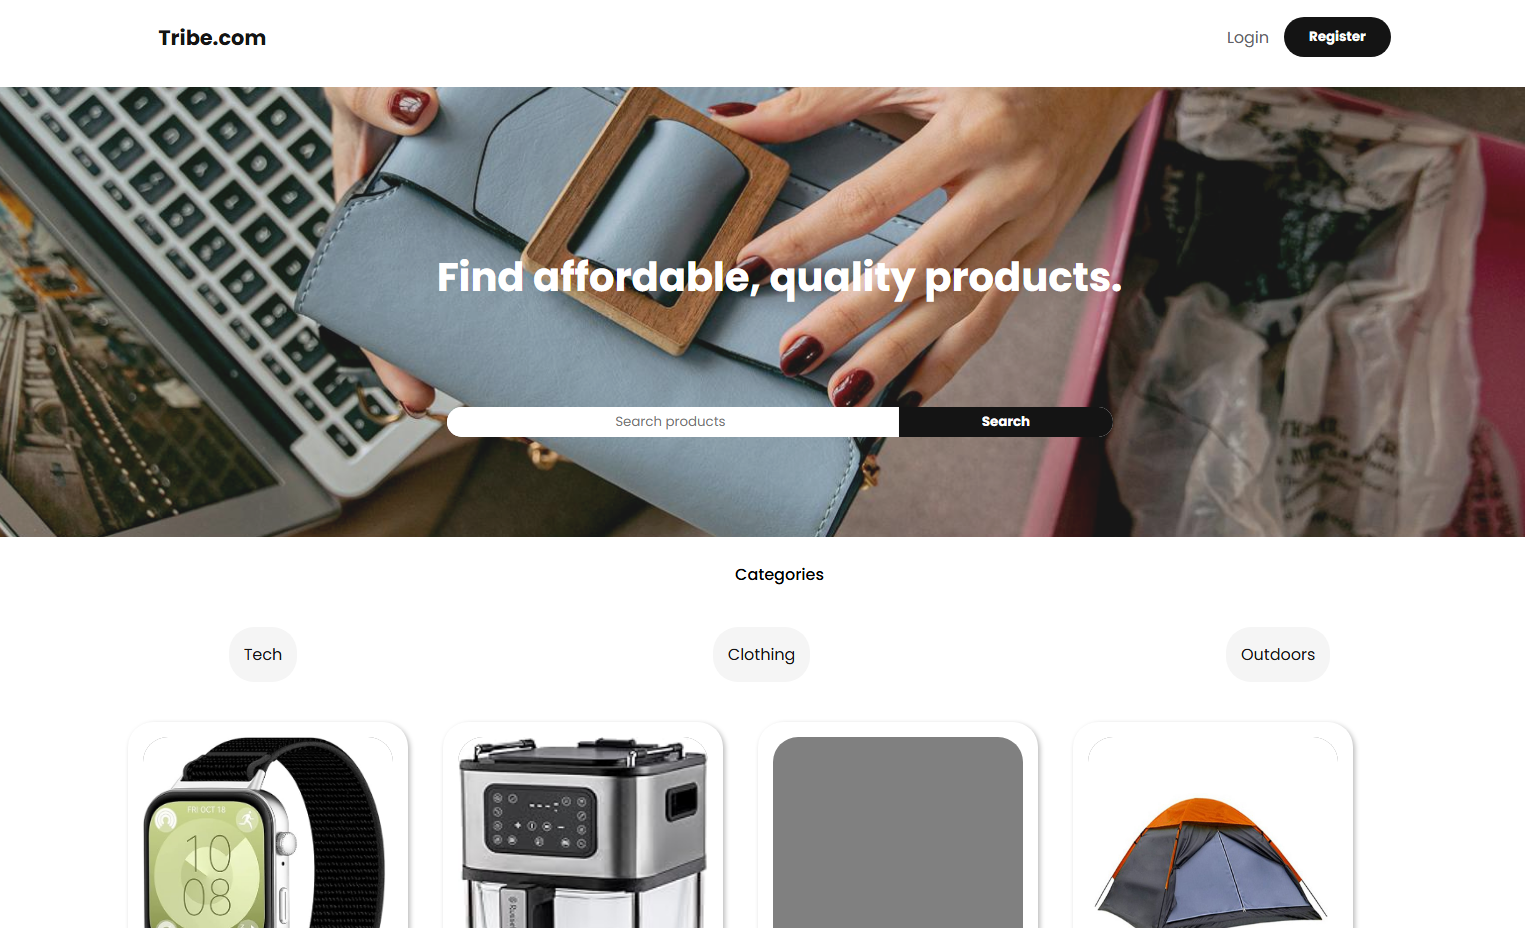 Tribe.com
Login
Register
Find affordable, quality products.
Search products
Search
Categories
Tech
Clothing
Outdoors
FRI OCT 18
10
08